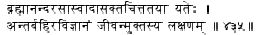 ब्रह्मानन्दरसास्वादासक्तचित्ततया यतेः ।
अन्तर्बहिरविज्ञानं जीवन्मुक्तस्य लक्षणम् ॥ ४३५॥